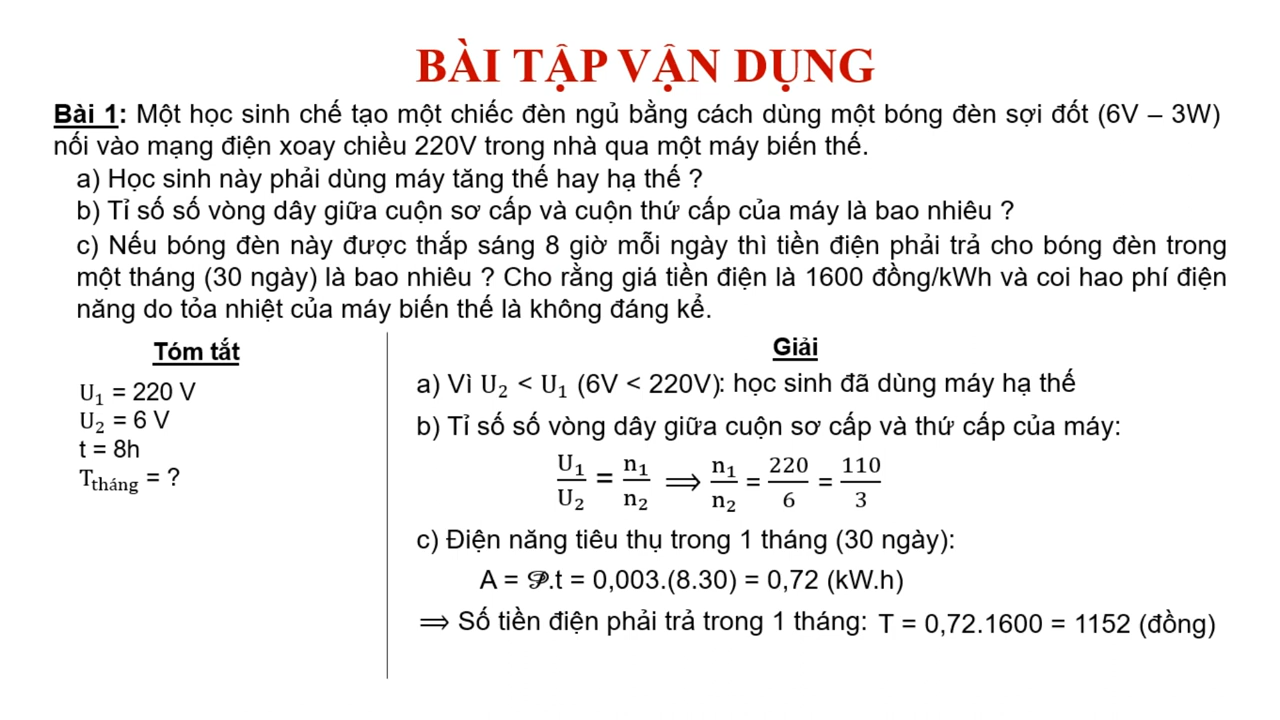 BÀI TẬP VẬN DỤNG
Bài 1: Một học sinh chế tạo một chiếc đèn ngủ bằng cách dùng một bóng đèn sợi đốt (6V – 3W)
nối vào mạng điện xoay chiều 220V trong nhà qua một máy biến thế.
a) Học sinh này phải dùng máy tăng thế hay hạ thế ?
b) Tỉ số số vòng dây giữa cuộn sơ cấp và cuộn thứ cấp của máy là bao nhiêu ?
c) Nếu bóng đèn này được thắp sáng 8 giờ mỗi ngày thì tiền điện phải trả cho bóng đèn trong
một tháng (30 ngày) là bao nhiêu ? Cho rằng giá tiền điện là 1600 đồng/kWh và coi hao phí điện
năng do tỏa nhiệt của máy biến thế là không đáng kể.
Tóm tắt
U₁ = 220 V
U₂ = 6 V
t = 8h
Tₜₕáₙg = ?
Giải
a) Vì U₂ < U₁ (6V < 220V): học sinh đã dùng máy hạ thế
b) Tỉ số số vòng dây giữa cuộn sơ cấp và thứ cấp của máy:
U₁/U₂ = n₁/n₂ ⟹ n₁/n₂ = 220/6 = 110/3
c) Điện năng tiêu thụ trong 1 tháng (30 ngày):
A = 𝒫.t = 0,003.(8.30) = 0,72 (kW.h)
⟹ Số tiền điện phải trả trong 1 tháng: T = 0,72.1600 = 1152 (đồng)